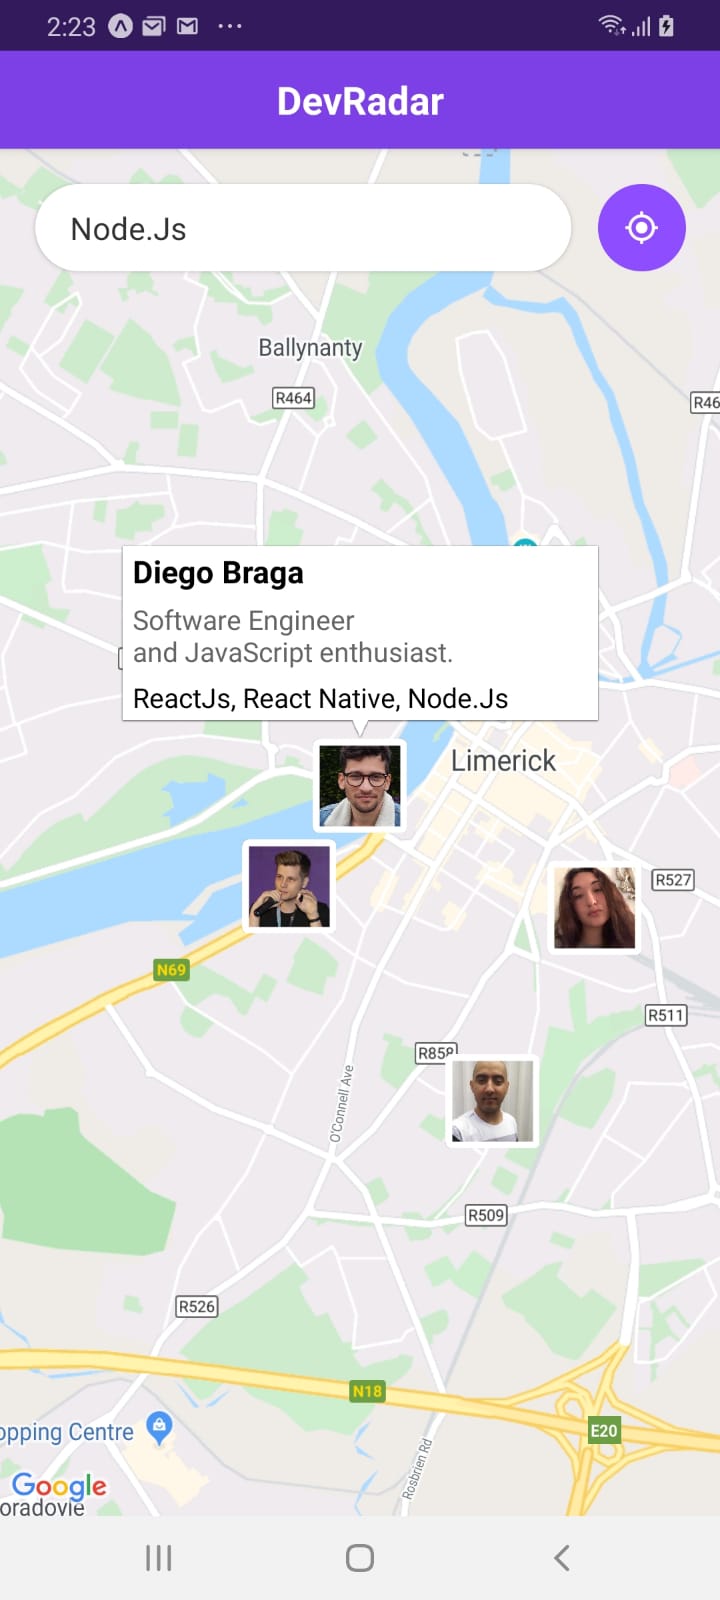 2:23
DevRadar
Node.Js
Ballynanty
R464
R46
Diego Braga
Software Engineer
and JavaScript enthusiast.
ReactJs, React Native, Node.Js
Limerick
R527
N69
R511
R858
O'Connell Ave
R509
R526
N18
E20
opping Centre
Rosbrien Rd
Google
oradoyle